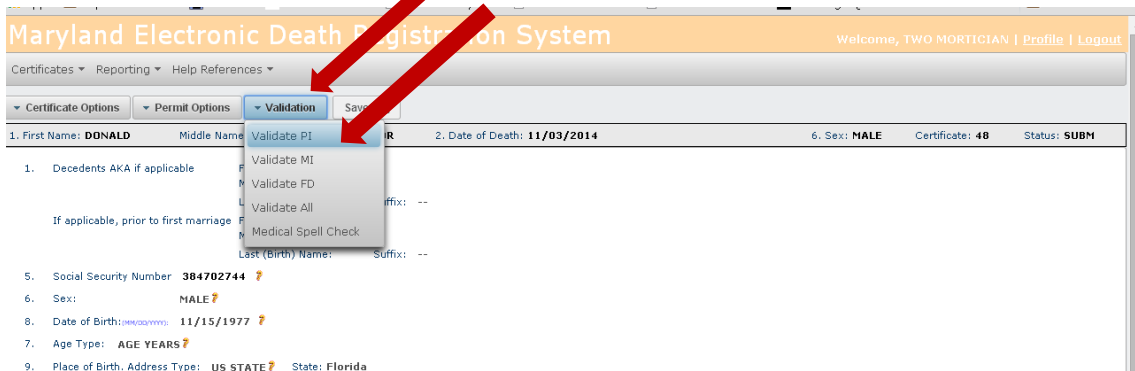 Maryland Electronic Death Registration System
Welcome, TWO MORTICIAN | Profile | Logout
Certificates Reporting Help References
Certificate Options Permit Options Validation Save
1. First Name: DONALD Middle Name 2. Date of Death: 11/03/2014 6. Sex: MALE Certificate: 48 Status: SUBM
Validate PI
Validate MI
Validate FD
Validate All
Medical Spell Check
1. Decedents AKA if applicable
Suffix: --
If applicable, prior to first marriage
Last (Birth) Name: Suffix: --
5. Social Security Number 384702744
6. Sex: MALE
8. Date of Birth:(MM/DD/YYYY): 11/15/1977
7. Age Type: AGE YEARS
9. Place of Birth. Address Type: US STATE State: Florida